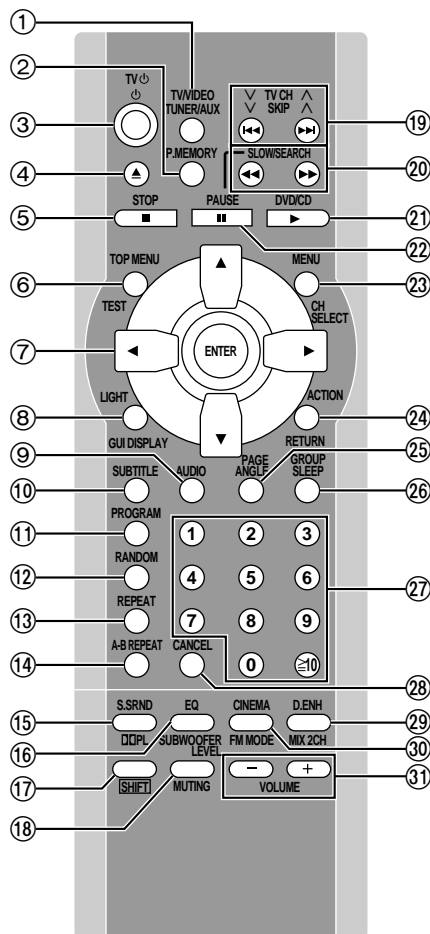 ①
②
TV ⏻
⏻
TV/VIDEO
TUNER/AUX
∨ TV CH ∧
∨ SKIP ∧
③
⑲
P.MEMORY
SLOW/SEARCH
④
⑳
STOP
PAUSE
DVD/CD
⑤
㉑
㉒
TOP MENU
MENU
⑥
㉓
TEST
CH
SELECT
⑦
ENTER
LIGHT
ACTION
⑧
㉔
GUI DISPLAY
RETURN
⑨
㉕
SUBTITLE
AUDIO
PAGE
ANGLE
GROUP
SLEEP
⑩
㉖
PROGRAM
⑪
1 2 3
RANDOM
⑫
4 5 6
㉗
REPEAT
⑬
7 8 9
A-B REPEAT
CANCEL
⑭
0 ≧10
㉘
S.SRND
EQ
CINEMA
D.ENH
⑮
㉙
PL
SUBWOOFER
LEVEL
FM MODE
MIX 2CH
⑯
㉚
⑰
− +
㉛
SHIFT
MUTING
VOLUME
⑱